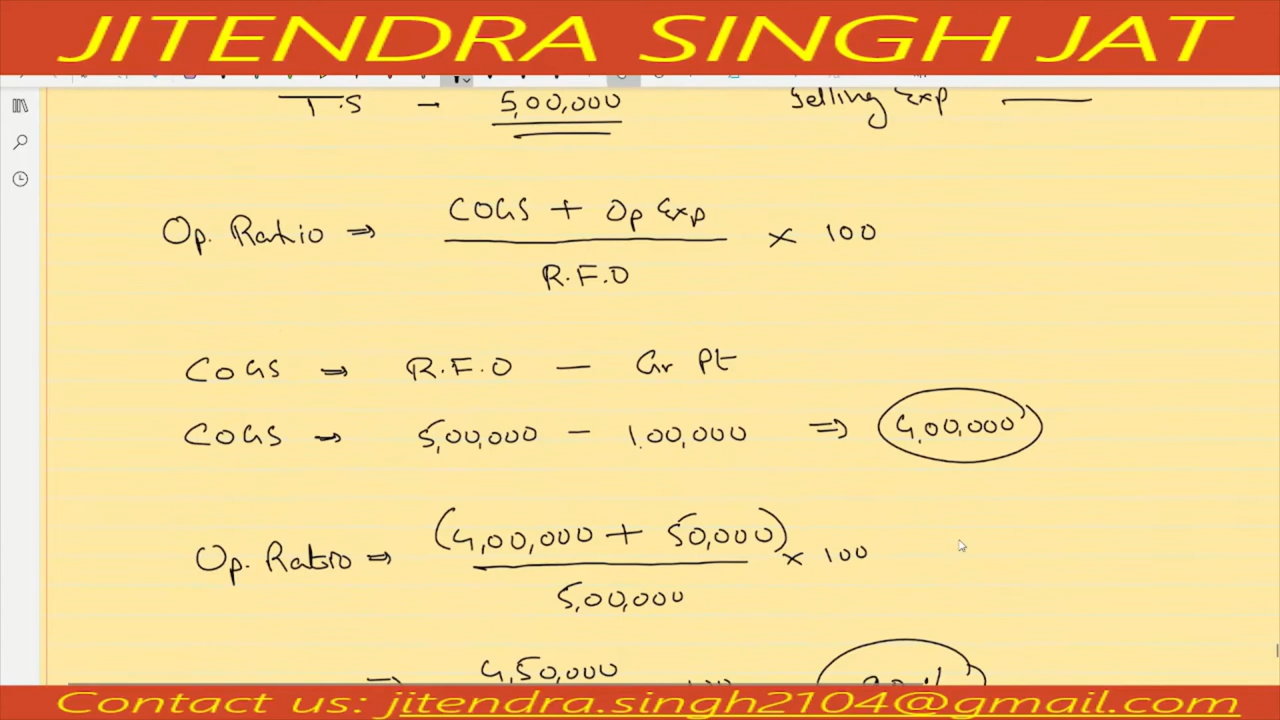 JITENDRA SINGH JAT
T.S - 5,00,000 Selling Exp
Op. Ratio ⇒ COGS + Op Exp / R.F.O × 100
COGS ⇒ R.F.O - Gr Pt
COGS → 5,00,000 - 1,00,000 ⇒ 4,00,000
Op. Ratio ⇒ (4,00,000 + 50,000) / 5,00,000 × 100
⇒ 4,50,000
Contact us: jitendra.singh2104@gmail.com